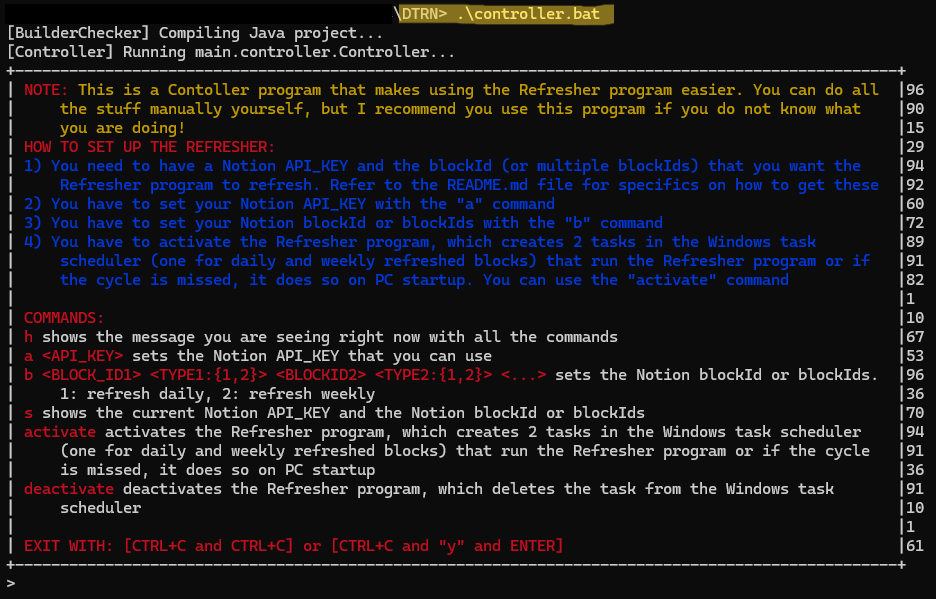 \DTRN> .\controller.bat
[BuilderChecker] Compiling Java project...
[Controller] Running main.controller.Controller...
+--------------------------------------------------------------------------------------------------+
| NOTE: This is a Contoller program that makes using the Refresher program easier. You can do all |96
| the stuff manually yourself, but I recommend you use this program if you do not know what |90
| you are doing! |15
| HOW TO SET UP THE REFRESHER: |29
| 1) You need to have a Notion API_KEY and the blockId (or multiple blockIds) that you want the |94
| Refresher program to refresh. Refer to the README.md file for specifics on how to get these |92
| 2) You have to set your Notion API_KEY with the "a" command |60
| 3) You have to set your Notion blockId or blockIds with the "b" command |72
| 4) You have to activate the Refresher program, which creates 2 tasks in the Windows task |89
| scheduler (one for daily and weekly refreshed blocks) that run the Refresher program or if |91
| the cycle is missed, it does so on PC startup. You can use the "activate" command |82
| |1
| COMMANDS: |10
| h shows the message you are seeing right now with all the commands |67
| a <API_KEY> sets the Notion API_KEY that you can use |53
| b <BLOCK_ID1> <TYPE1:{1,2}> <BLOCKID2> <TYPE2:{1,2}> <...> sets the Notion blockId or blockIds. |96
| 1: refresh daily, 2: refresh weekly |36
| s shows the current Notion API_KEY and the Notion blockId or blockIds |70
| activate activates the Refresher program, which creates 2 tasks in the Windows task scheduler |94
| (one for daily and weekly refreshed blocks) that run the Refresher program or if the cycle |91
| is missed, it does so on PC startup |36
| deactivate deactivates the Refresher program, which deletes the task from the Windows task |91
| scheduler |10
| |1
| EXIT WITH: [CTRL+C and CTRL+C] or [CTRL+C and "y" and ENTER] |61
+--------------------------------------------------------------------------------------------------+
>